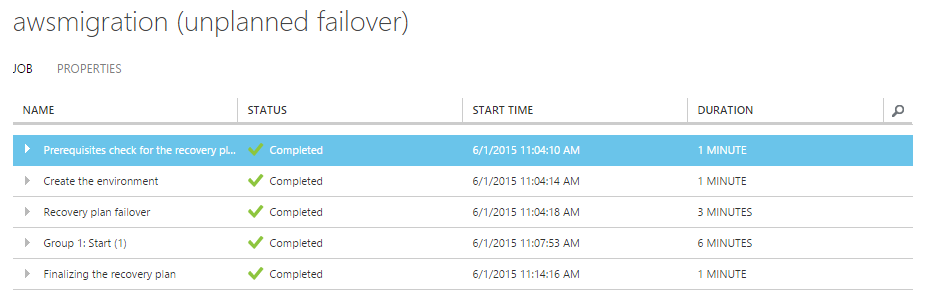 awsmigration (unplanned failover)
JOB PROPERTIES
NAME STATUS START TIME DURATION
Prerequisites check for the recovery pl... Completed 6/1/2015 11:04:10 AM 1 MINUTE
Create the environment Completed 6/1/2015 11:04:14 AM 1 MINUTE
Recovery plan failover Completed 6/1/2015 11:04:18 AM 3 MINUTES
Group 1: Start (1) Completed 6/1/2015 11:07:53 AM 6 MINUTES
Finalizing the recovery plan Completed 6/1/2015 11:14:16 AM 1 MINUTE